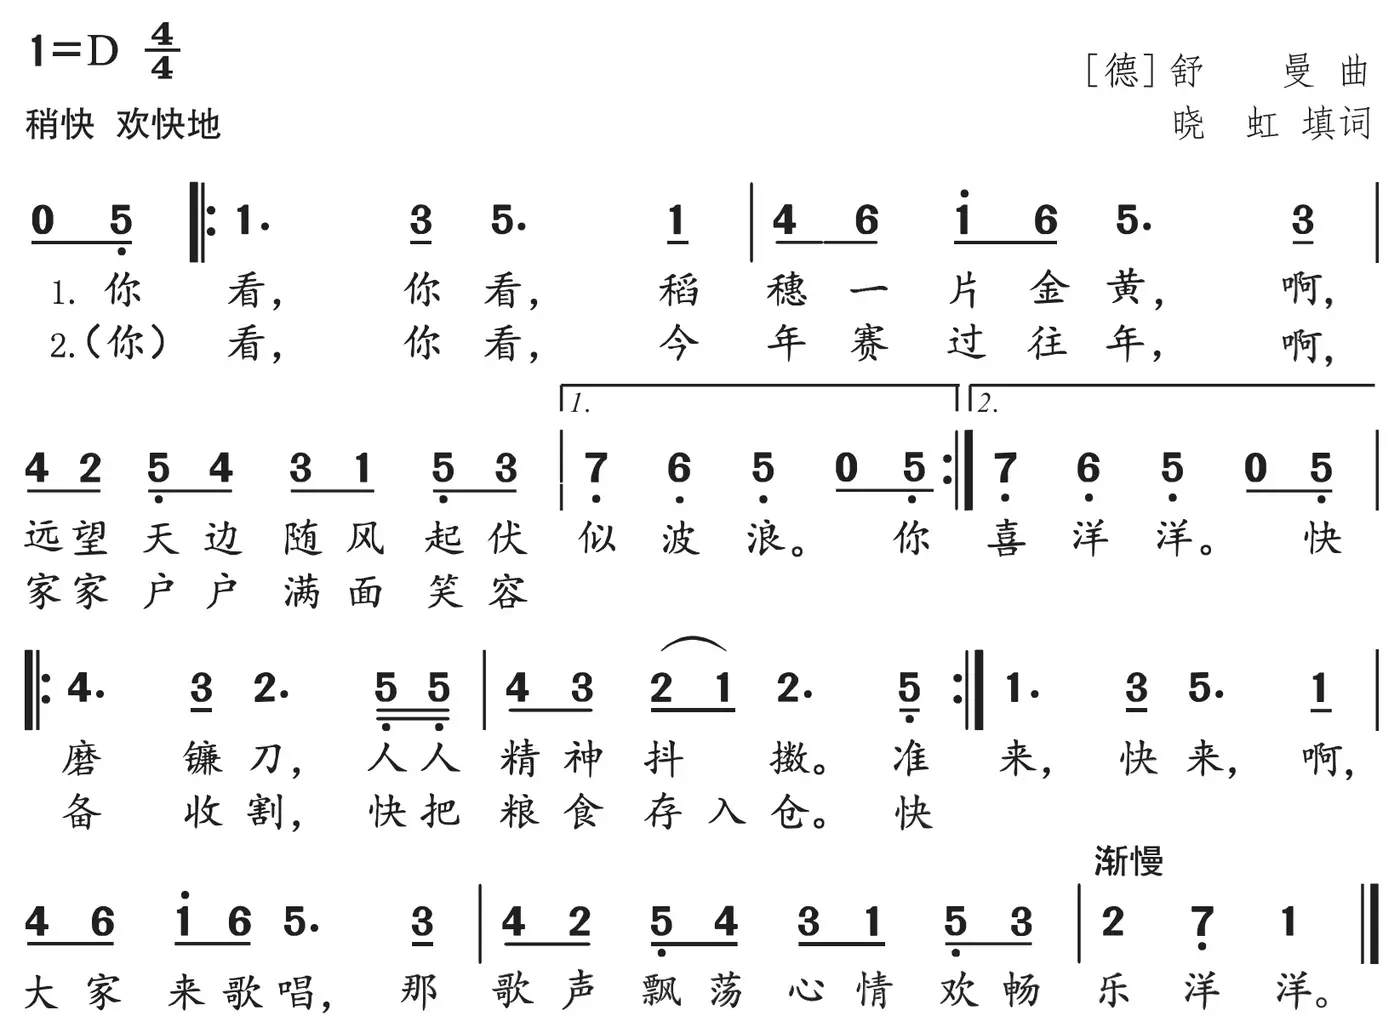 1=D 4/4
[德]舒 曼 曲
稍快 欢快地
晓 虹 填词
0 5 1. 3 5. 1 4 6 1 6 5. 3
1. 你 看， 你 看， 稻 穗 一 片 金 黄， 啊，
2.（你） 看， 你 看， 今 年 赛 过 往 年， 啊，
1. 2.
4 2 5 4 3 1 5 3 7 6 5 0 5 7 6 5 0 5
远 望 天 边 随 风 起 伏 似 波 浪。 你 喜 洋 洋。 快
家 家 户 户 满 面 笑 容
4. 3 2. 5 5 4 3 2 1 2. 5 1. 3 5. 1
磨 镰 刀， 人 人 精 神 抖 擞。 准 来， 快 来， 啊，
备 收 割， 快 把 粮 食 存 入 仓。 快
渐慢
4 6 1 6 5. 3 4 2 5 4 3 1 5 3 2 7 1
大 家 来 歌 唱， 那 歌 声 飘 荡 心 情 欢 畅 乐 洋 洋。